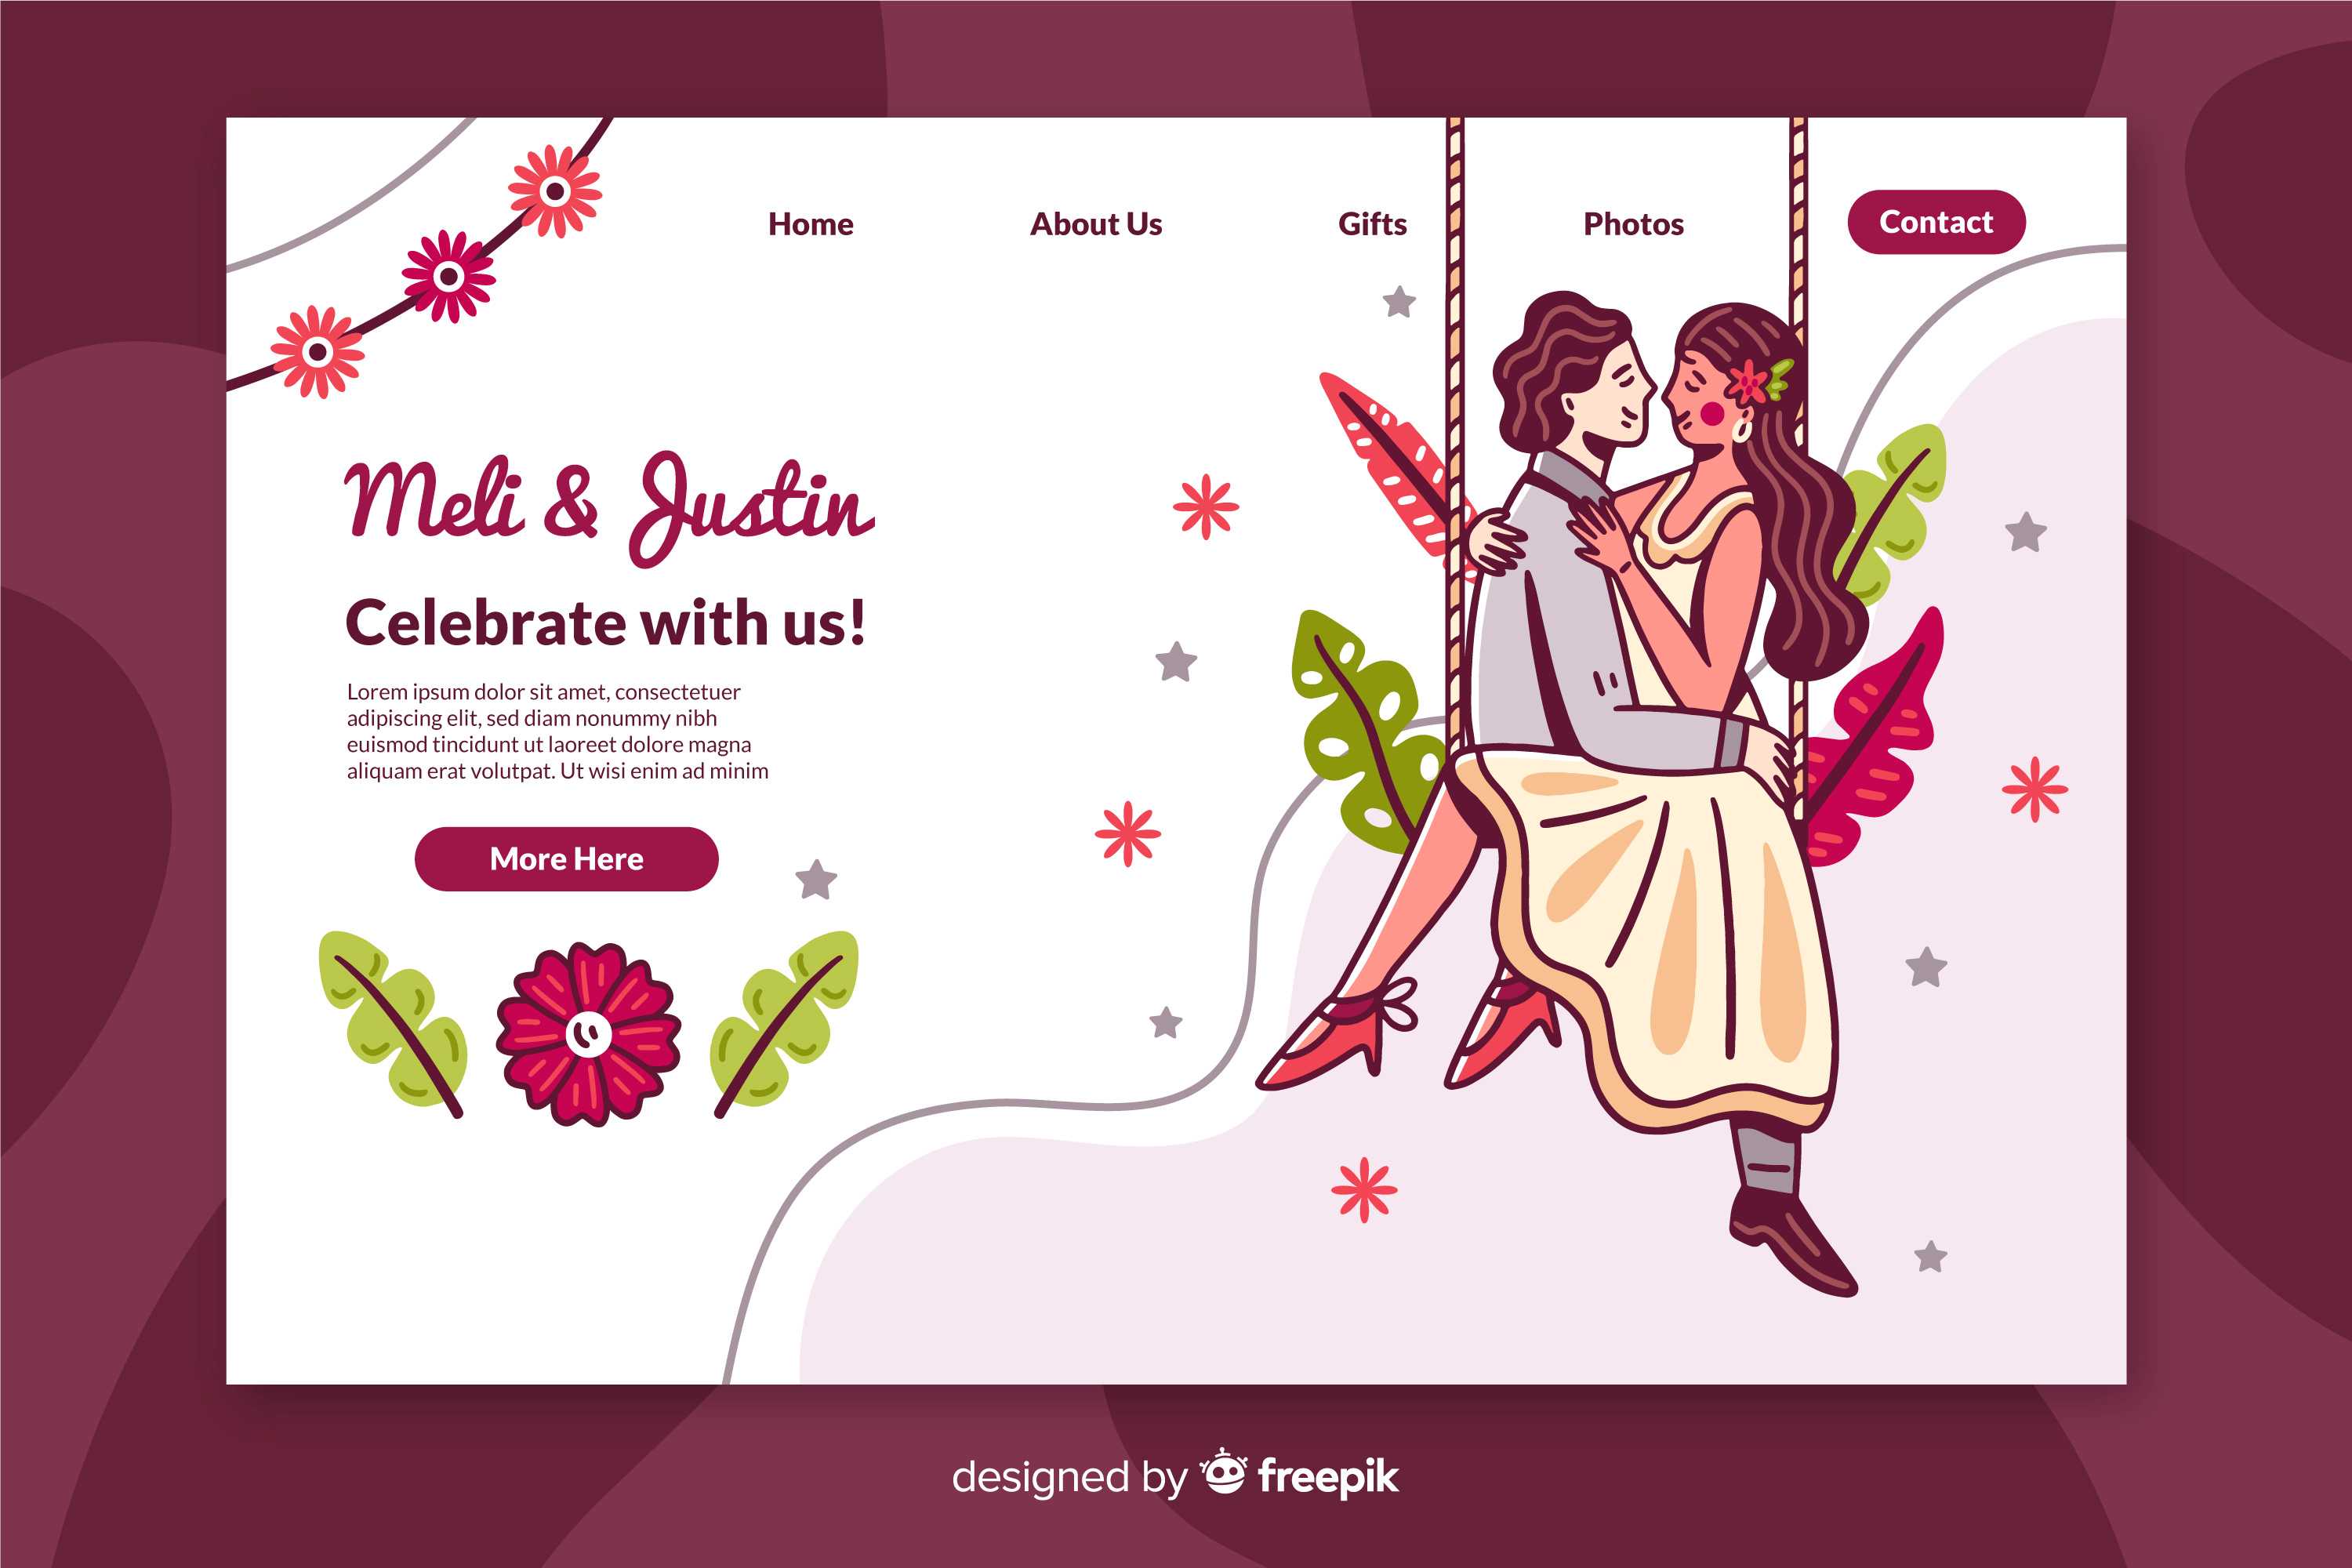 Home About Us Gifts Photos Contact
Meli & Justin
Celebrate with us!
Lorem ipsum dolor sit amet, consectetuer
adipiscing elit, sed diam nonummy nibh
euismod tincidunt ut laoreet dolore magna
aliquam erat volutpat. Ut wisi enim ad minim
More Here
designed by freepik